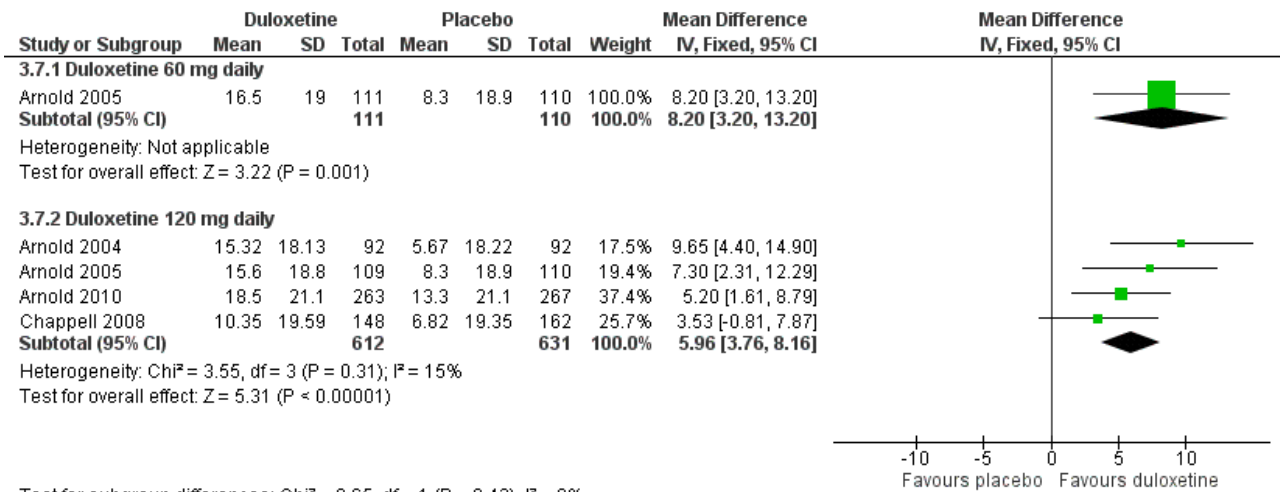 Duloxetine Placebo Mean Difference Mean Difference
Study or Subgroup Mean SD Total Mean SD Total Weight IV, Fixed, 95% CI IV, Fixed, 95% CI
3.7.1 Duloxetine 60 mg daily
Arnold 2005 16.5 19 111 8.3 18.9 110 100.0% 8.20 [3.20, 13.20]
Subtotal (95% CI) 111 110 100.0% 8.20 [3.20, 13.20]
Heterogeneity: Not applicable
Test for overall effect: Z = 3.22 (P = 0.001)
3.7.2 Duloxetine 120 mg daily
Arnold 2004 15.32 18.13 92 5.67 18.22 92 17.5% 9.65 [4.40, 14.90]
Arnold 2005 15.6 18.8 109 8.3 18.9 110 19.4% 7.30 [2.31, 12.29]
Arnold 2010 18.5 21.1 263 13.3 21.1 267 37.4% 5.20 [1.61, 8.79]
Chappell 2008 10.35 19.59 148 6.82 19.35 162 25.7% 3.53 [-0.81, 7.87]
Subtotal (95% CI) 612 631 100.0% 5.96 [3.76, 8.16]
Heterogeneity: Chi² = 3.55, df = 3 (P = 0.31); I² = 15%
Test for overall effect: Z = 5.31 (P < 0.00001)
-10 -5 0 5 10
Favours placebo Favours duloxetine
Test for subgroup differences: Chi²